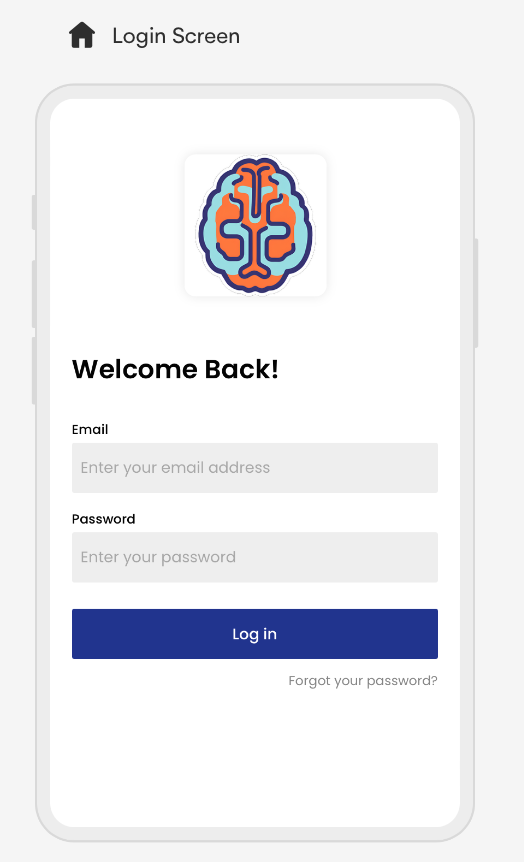 Login Screen
Welcome Back!
Email
Enter your email address
Password
Enter your password
Log in
Forgot your password?